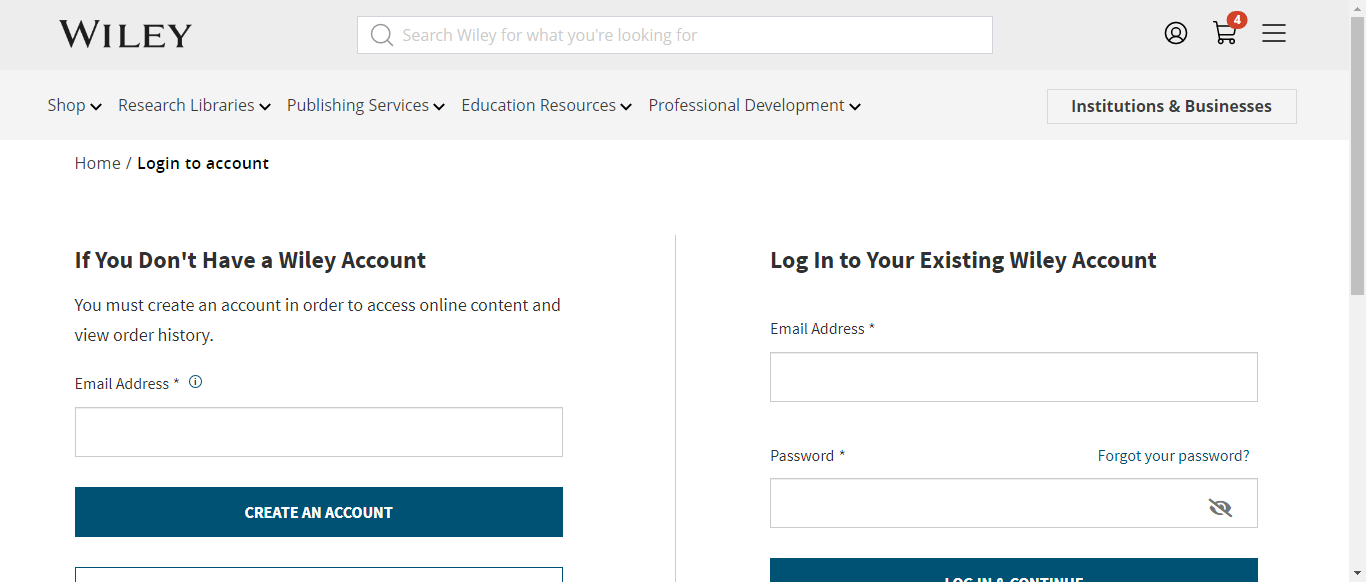 WILEY
Search Wiley for what you're looking for
4
Shop Research Libraries Publishing Services Education Resources Professional Development
Institutions & Businesses
Home / Login to account
If You Don't Have a Wiley Account
You must create an account in order to access online content and
view order history.
Email Address *
CREATE AN ACCOUNT
Log In to Your Existing Wiley Account
Email Address *
Password * Forgot your password?
LOG IN & CONTINUE